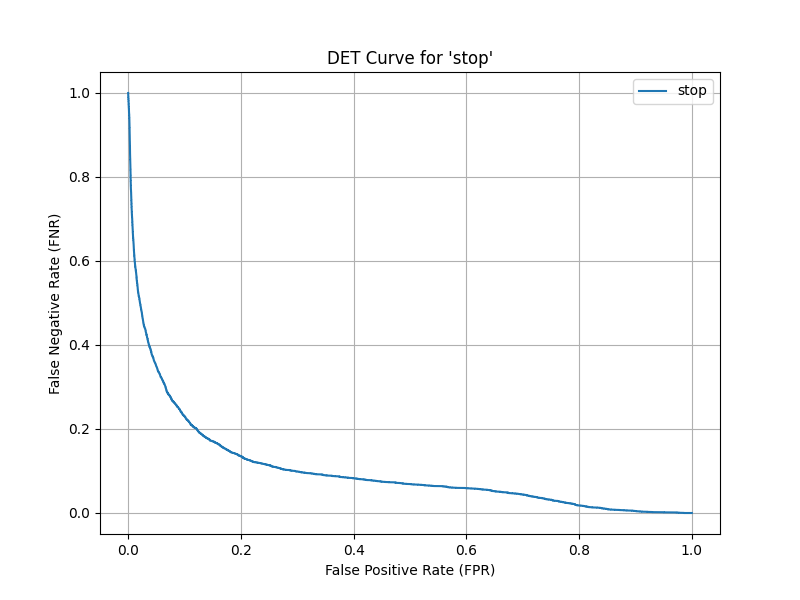 DET Curve for 'stop'
stop
1.0
0.8
0.6
0.4
0.2
0.0
False Negative Rate (FNR)
0.0 0.2 0.4 0.6 0.8 1.0
False Positive Rate (FPR)